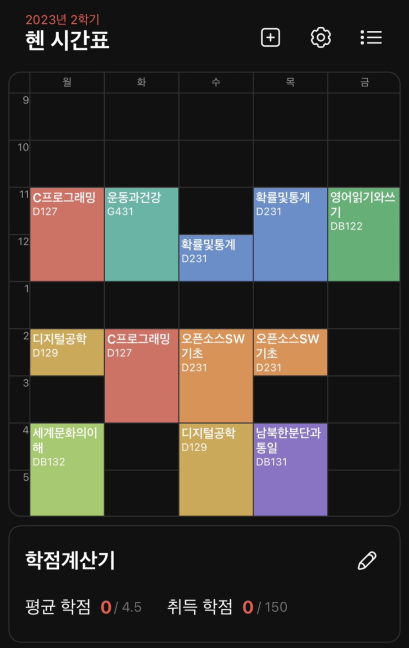 2023년 2학기
헨 시간표
월 화 수 목 금
9
10
11
C프로그래밍
D127
운동과건강
G431
확률및통계
D231
영어읽기와쓰
기
DB122
12
확률및통계
D231
1
2
디지털공학
D129
C프로그래밍
D127
오픈소스SW
기초
D231
오픈소스SW
기초
D231
3
4
세계문화의이
해
DB132
디지털공학
D129
남북한분단과
통일
DB131
5
학점계산기
평균 학점 0 / 4.5 취득 학점 0 / 150